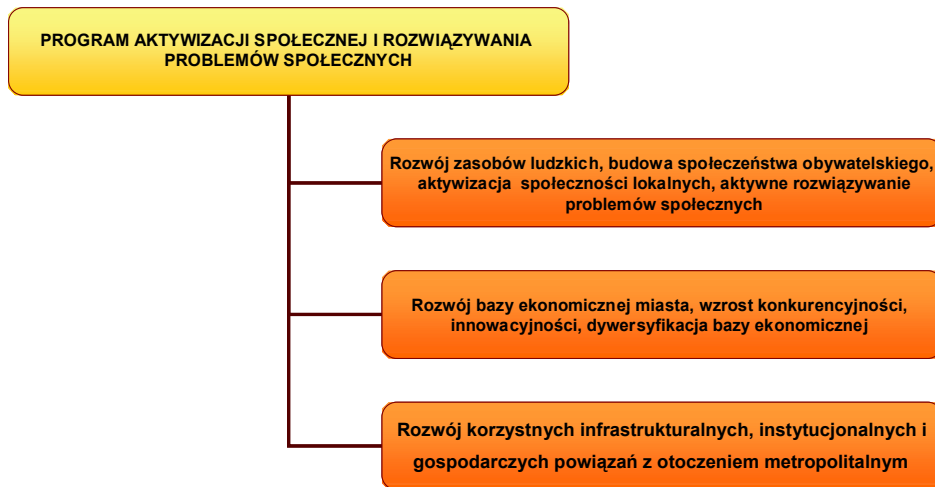 PROGRAM AKTYWIZACJI SPOŁECZNEJ I ROZWIĄZYWANIA
PROBLEMÓW SPOŁECZNYCH
Rozwój zasobów ludzkich, budowa społeczeństwa obywatelskiego,
aktywizacja społeczności lokalnych, aktywne rozwiązywanie
problemów społecznych
Rozwój bazy ekonomicznej miasta, wzrost konkurencyjności,
innowacyjności, dywersyfikacja bazy ekonomicznej
Rozwój korzystnych infrastrukturalnych, instytucjonalnych i
gospodarczych powiązań z otoczeniem metropolitalnym